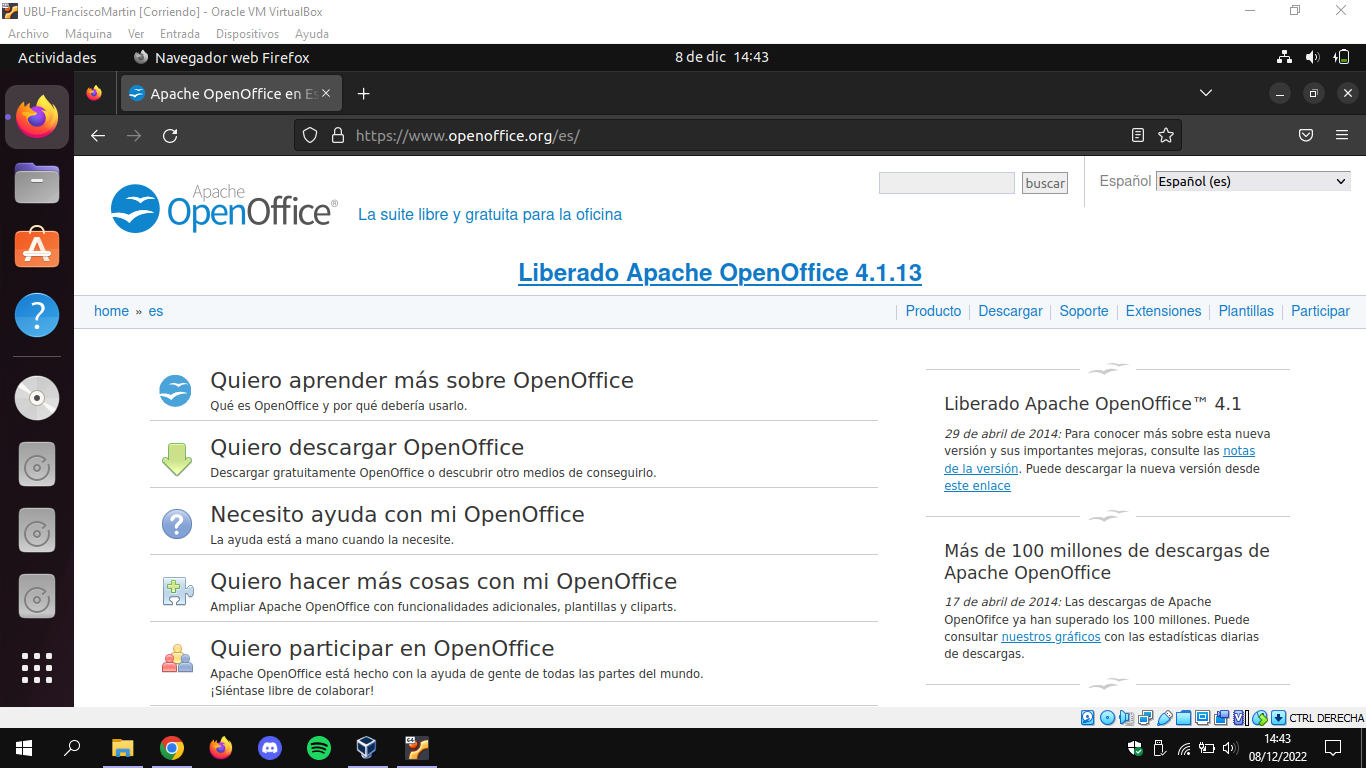 UBU-FranciscoMartin [Corriendo] - Oracle VM VirtualBox
Archivo Máquina Ver Entrada Dispositivos Ayuda
Actividades Navegador web Firefox 8 de dic 14:43
Apache OpenOffice en Es
https://www.openoffice.org/es/
Apache
OpenOffice®
La suite libre y gratuita para la oficina
buscar
Español Español (es)
Liberado Apache OpenOffice 4.1.13
home » es
Producto Descargar Soporte Extensiones Plantillas Participar
Quiero aprender más sobre OpenOffice
Qué es OpenOffice y por qué debería usarlo.
Quiero descargar OpenOffice
Descargar gratuitamente OpenOffice o descubrir otro medios de conseguirlo.
Necesito ayuda con mi OpenOffice
La ayuda está a mano cuando la necesite.
Quiero hacer más cosas con mi OpenOffice
Ampliar Apache OpenOffice con funcionalidades adicionales, plantillas y cliparts.
Quiero participar en OpenOffice
Apache OpenOffice está hecho con la ayuda de gente de todas las partes del mundo.
¡Siéntase libre de colaborar!
Liberado Apache OpenOffice™ 4.1
29 de abril de 2014: Para conocer más sobre esta nueva
versión y sus importantes mejoras, consulte las notas
de la versión. Puede descargar la nueva versión desde
este enlace
Más de 100 millones de descargas de
Apache OpenOffice
17 de abril de 2014: Las descargas de Apache
OpenOfifce ya han superado los 100 millones. Puede
consultar nuestros gráficos con las estadísticas diarias
de descargas.
CTRL DERECHA
64
14:43
08/12/2022